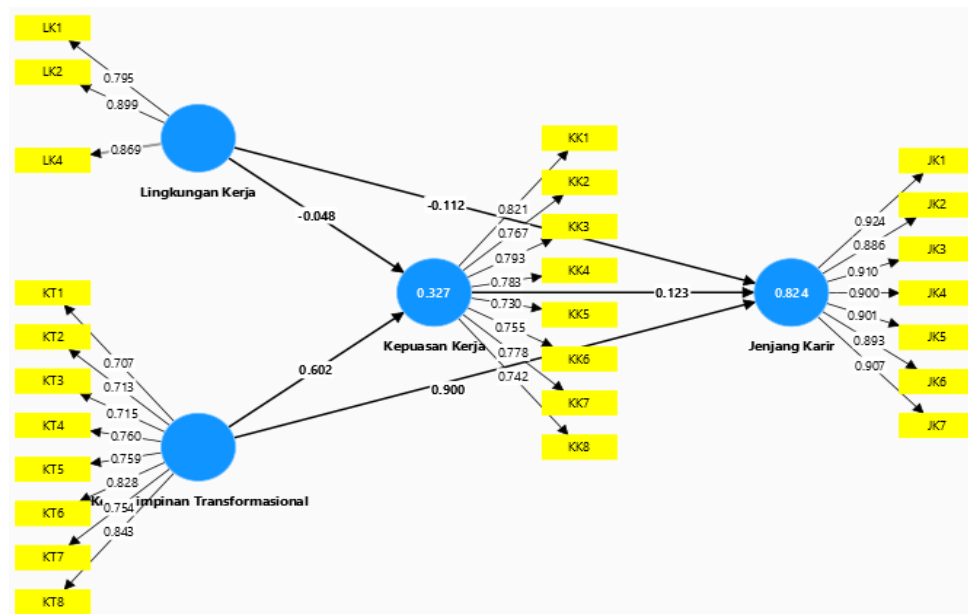 LK1
LK2
LK4
0.795
0.899
0.869
Lingkungan Kerja
-0.048
-0.112
KT1
KT2
KT3
KT4
KT5
KT6
KT7
KT8
0.707
0.713
0.715
0.760
0.759
0.828
0.754
0.843
impinan Transformasional
0.602
0.900
0.327
Kepuasan Kerja
0.821
0.767
0.793
0.783
0.730
0.755
0.778
0.742
KK1
KK2
KK3
KK4
KK5
KK6
KK7
KK8
0.123
0.824
Jenjang Karir
0.924
0.886
0.910
0.900
0.901
0.893
0.907
JK1
JK2
JK3
JK4
JK5
JK6
JK7